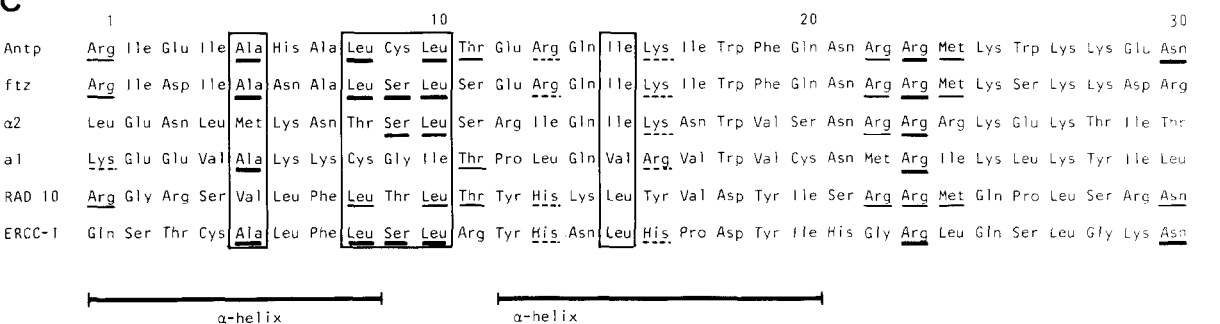 C
1 10 20 30
Antp Arg Ile Glu Ile Ala His Ala Leu Cys Leu Thr Glu Arg Gln Ile Lys Ile Trp Phe Gln Asn Arg Arg Met Lys Trp Lys Lys Glu Asn
ftz Arg Ile Asp Ile Ala Asn Ala Leu Ser Leu Ser Glu Arg Gln Ile Lys Ile Trp Phe Gln Asn Arg Arg Met Lys Ser Lys Lys Asp Arg
α2 Leu Glu Asn Leu Met Lys Asn Thr Ser Leu Ser Arg Ile Gln Ile Lys Asn Trp Val Ser Asn Arg Arg Arg Lys Glu Lys Thr Ile Thr
a1 Lys Glu Glu Val Ala Lys Lys Cys Gly Ile Thr Pro Leu Gln Val Arg Val Trp Val Cys Asn Met Arg Ile Lys Leu Lys Tyr Ile Leu
RAD 10 Arg Gly Arg Ser Val Leu Phe Leu Thr Leu Thr Tyr His Lys Leu Tyr Val Asp Tyr Ile Ser Arg Arg Met Gln Pro Leu Ser Arg Asn
ERCC-1 Gln Ser Thr Cys Ala Leu Phe Leu Ser Leu Arg Tyr His Asn Leu His Pro Asp Tyr Ile His Gly Arg Leu Gln Ser Leu Gly Lys Asn
α-helix α-helix